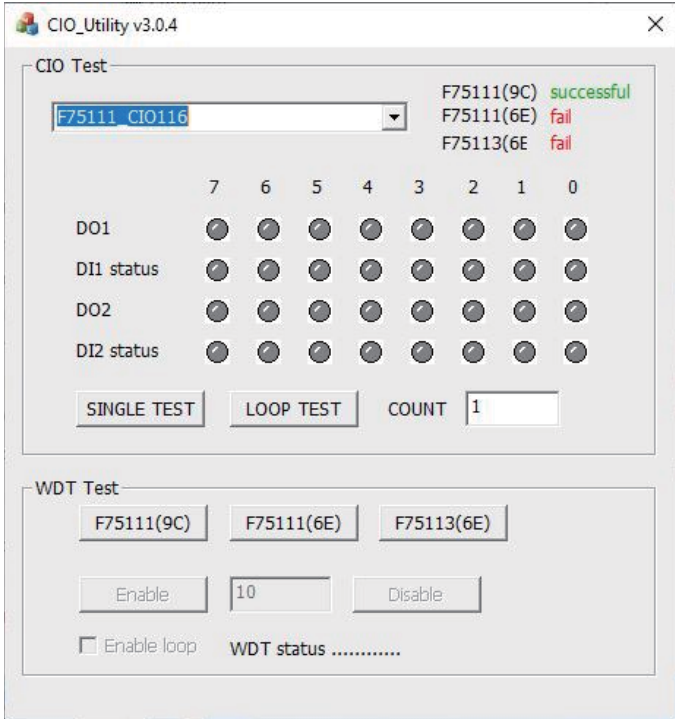 CIO_Utility v3.0.4
CIO Test
F75111_CIO116
F75111(9C) successful
F75111(6E) fail
F75113(6E fail
7 6 5 4 3 2 1 0
DO1
DI1 status
DO2
DI2 status
SINGLE TEST LOOP TEST COUNT 1
WDT Test
F75111(9C) F75111(6E) F75113(6E)
Enable 10 Disable
Enable loop WDT status ............